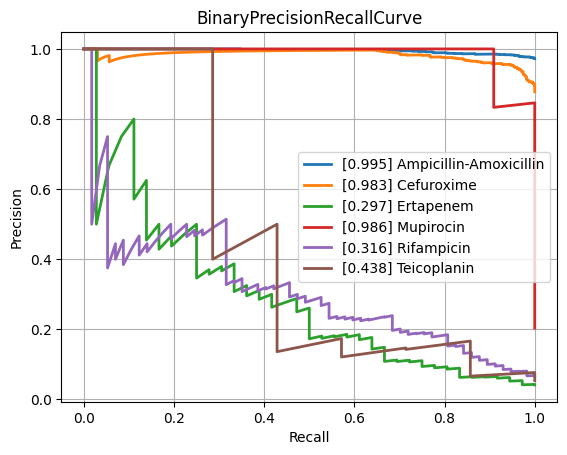 BinaryPrecisionRecallCurve
1.0
0.8
0.6
0.4
0.2
0.0
Precision
[0.995] Ampicillin-Amoxicillin
[0.983] Cefuroxime
[0.297] Ertapenem
[0.986] Mupirocin
[0.316] Rifampicin
[0.438] Teicoplanin
0.0 0.2 0.4 0.6 0.8 1.0
Recall